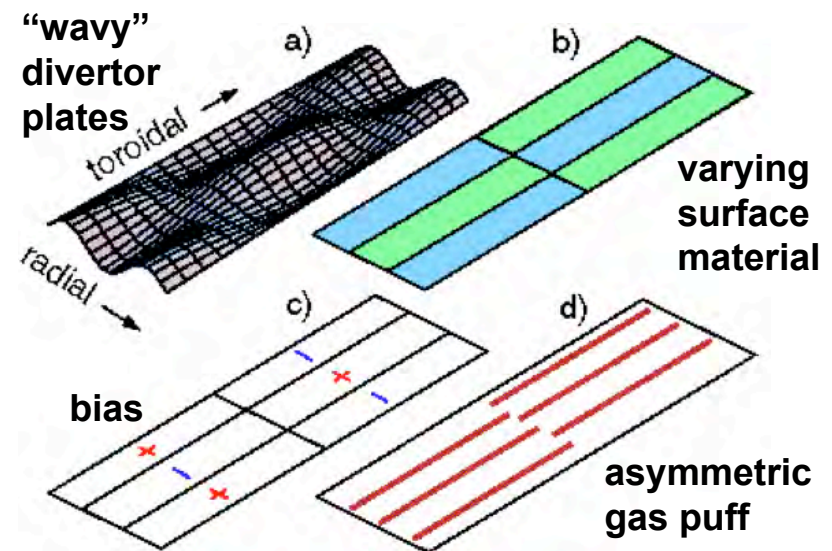 “wavy”
divertor
plates
a)
toroidal
radial
b)
varying
surface
material
c)
bias
– + –
+ – +
d)
asymmetric
gas puff